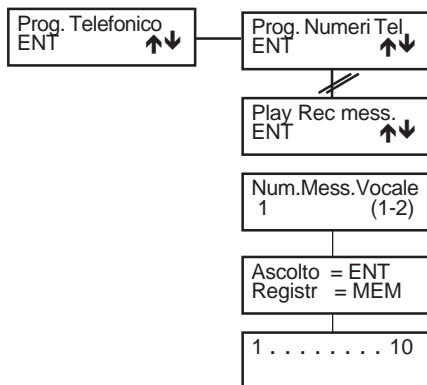 Prog. Telefonico
ENT ↑↓
Prog. Numeri Tel
ENT ↑↓
Play Rec mess.
ENT ↑↓
Num.Mess.Vocale
1 (1-2)
Ascolto = ENT
Registr = MEM
1 . . . . . . . . 10